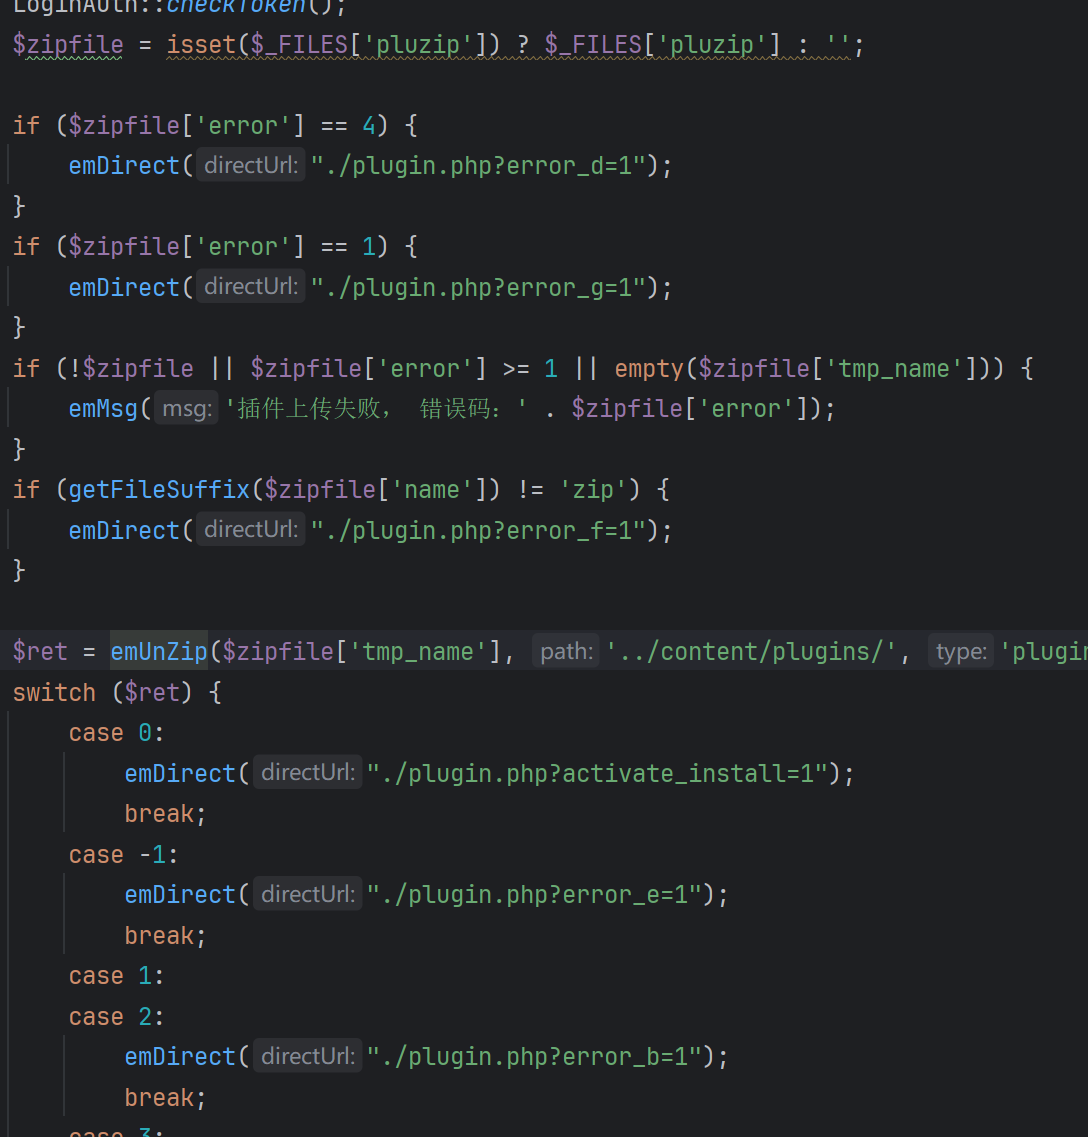 LoginAuth::checkToken();
$zipfile = isset($_FILES['pluzip']) ? $_FILES['pluzip'] : '';
if ($zipfile['error'] == 4) {
emDirect( directUrl: "./plugin.php?error_d=1");
}
if ($zipfile['error'] == 1) {
emDirect( directUrl: "./plugin.php?error_g=1");
}
if (!$zipfile || $zipfile['error'] >= 1 || empty($zipfile['tmp_name'])) {
emMsg( msg: '插件上传失败， 错误码：' . $zipfile['error']);
}
if (getFileSuffix($zipfile['name']) != 'zip') {
emDirect( directUrl: "./plugin.php?error_f=1");
}
$ret = emUnZip($zipfile['tmp_name'], path: '../content/plugins/', type: 'plugin
switch ($ret) {
case 0:
emDirect( directUrl: "./plugin.php?activate_install=1");
break;
case -1:
emDirect( directUrl: "./plugin.php?error_e=1");
break;
case 1:
case 2:
emDirect( directUrl: "./plugin.php?error_b=1");
break;
case 3: